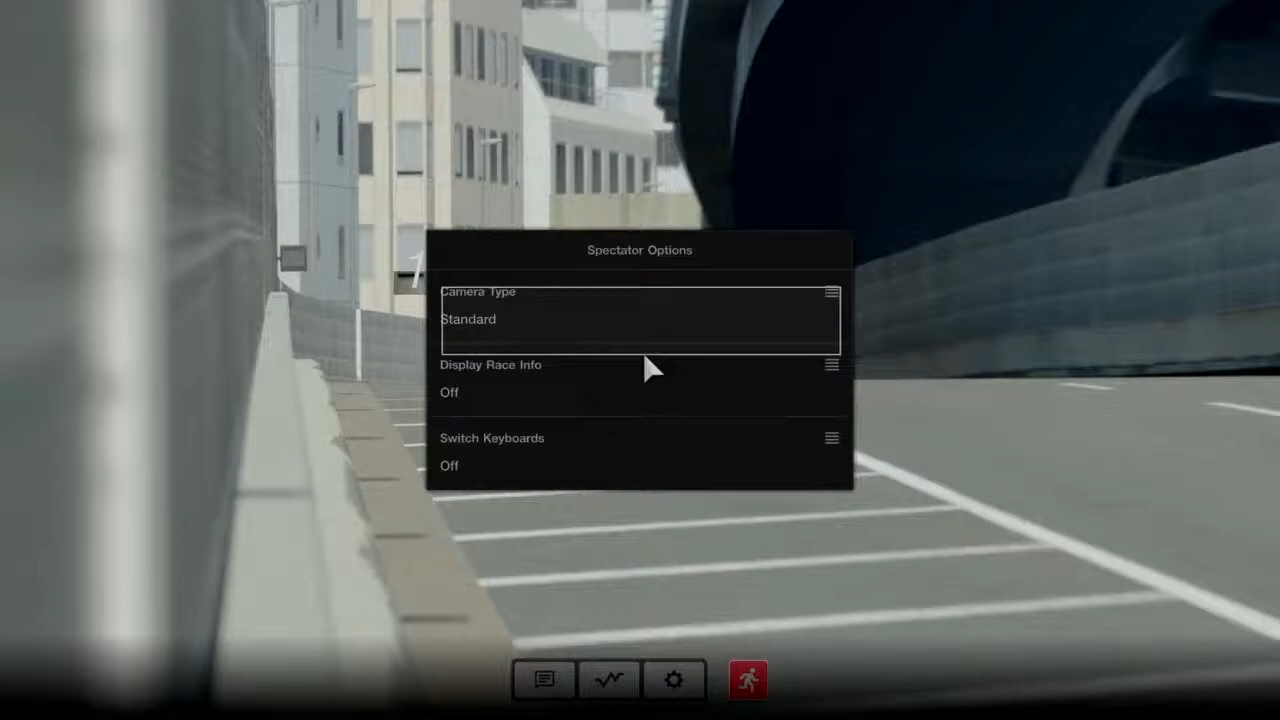 Spectator Options
Camera Type
Standard
Display Race Info
Off
Switch Keyboards
Off